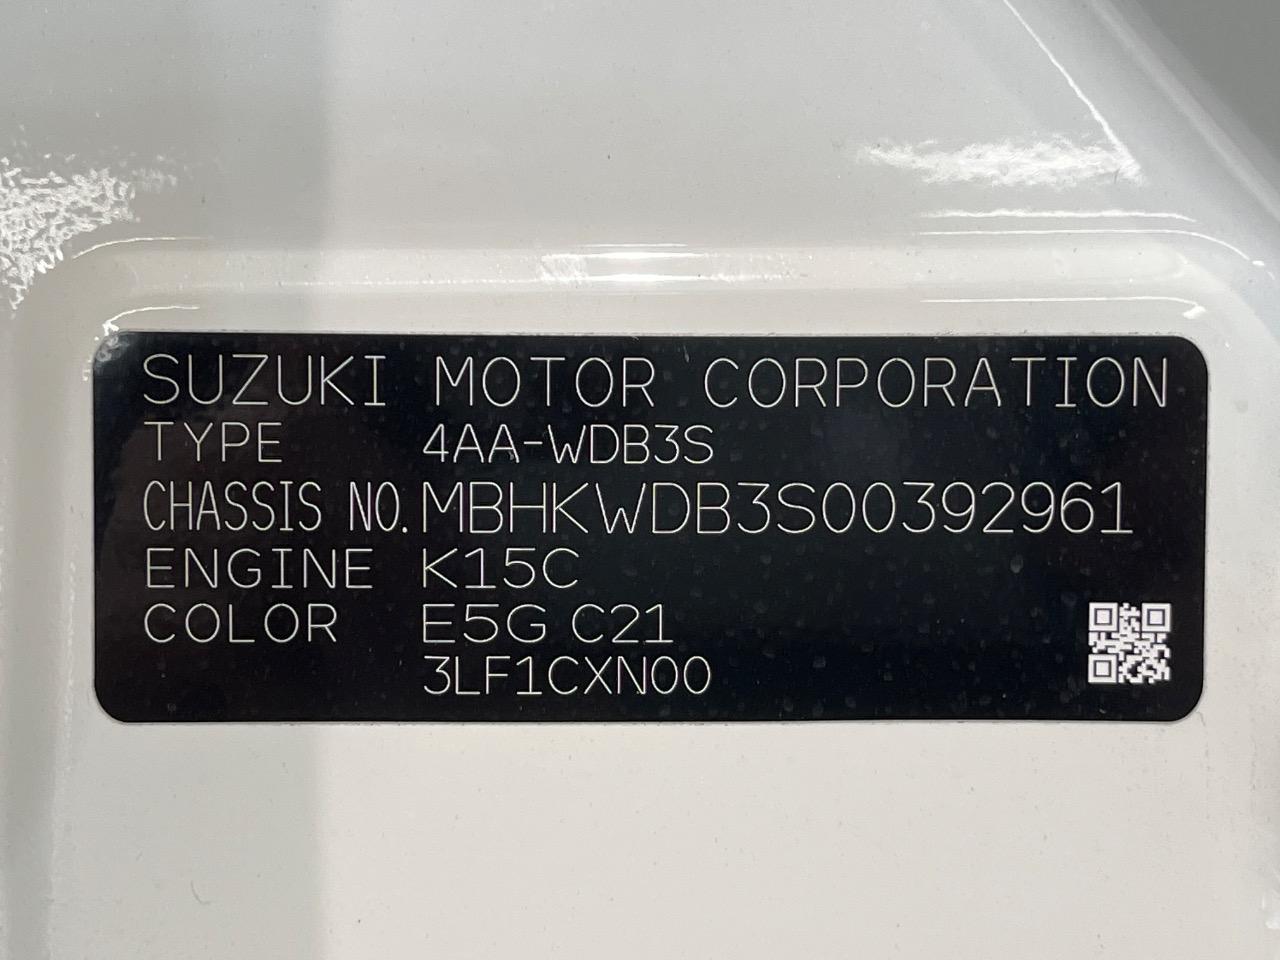 SUZUKI MOTOR CORPORATION
TYPE 4AA-WDB3S
CHASSIS NO. MBHKWDB3S00392961
ENGINE K15C
COLOR E5G C21
3LF1CXN00